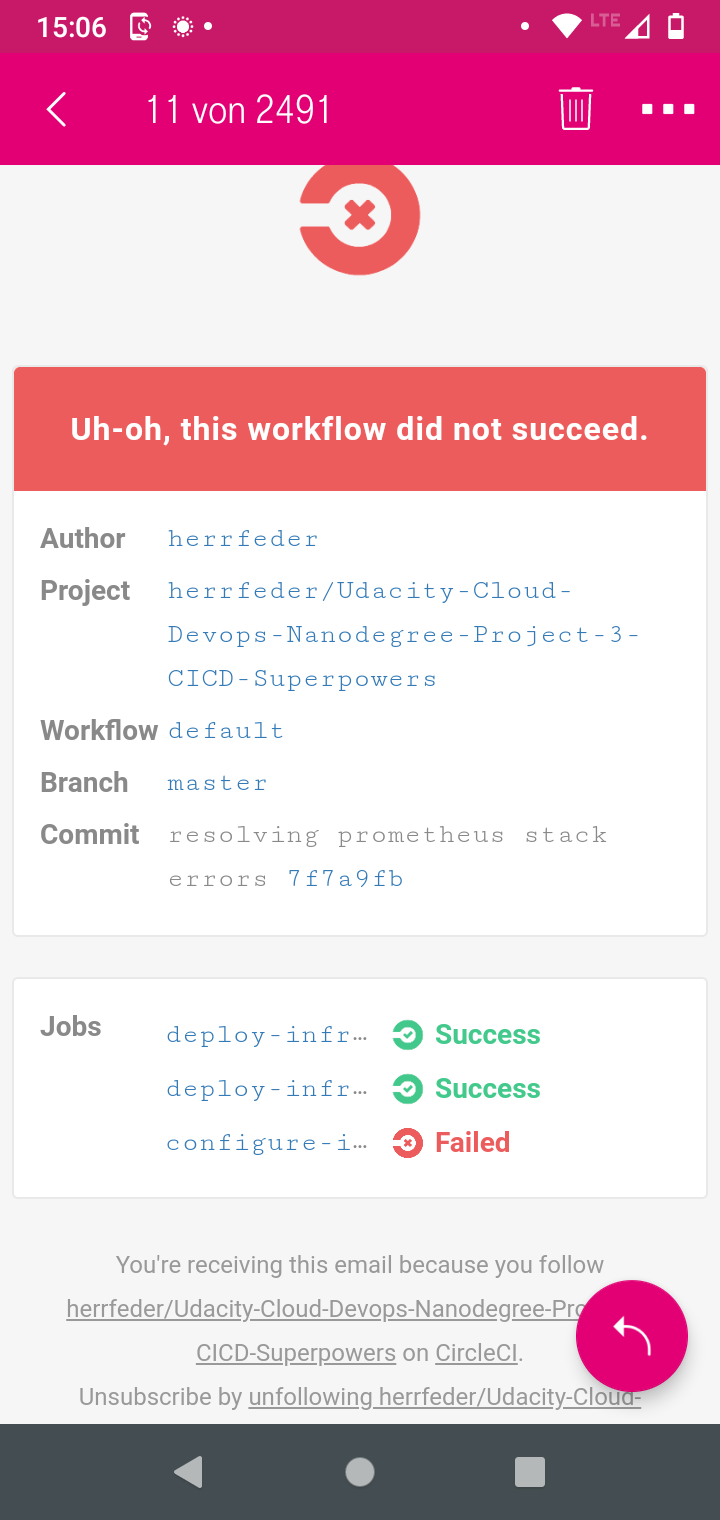 15:06 LTE
11 von 2491
Uh-oh, this workflow did not succeed.
Author herrfeder
Project herrfeder/Udacity-Cloud-
Devops-Nanodegree-Project-3-
CICD-Superpowers
Workflow default
Branch master
Commit resolving prometheus stack
errors 7f7a9fb
Jobs deploy-infr… Success
deploy-infr… Success
configure-i… Failed
You're receiving this email because you follow
herrfeder/Udacity-Cloud-Devops-Nanodegree-Pro
CICD-Superpowers on CircleCI.
Unsubscribe by unfollowing herrfeder/Udacity-Cloud-